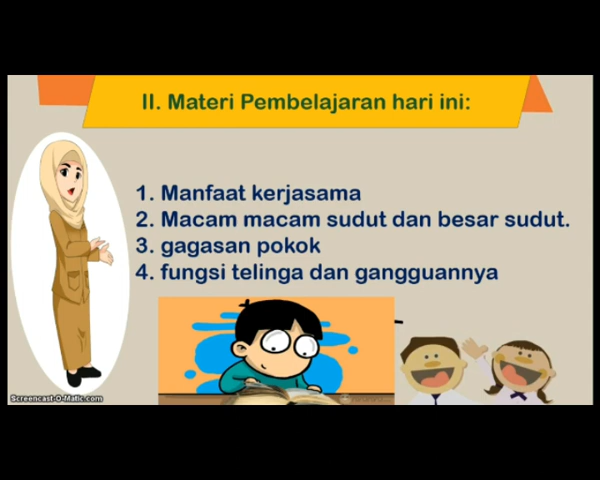 II. Materi Pembelajaran hari ini:
1. Manfaat kerjasama
2. Macam macam sudut dan besar sudut.
3. gagasan pokok
4. fungsi telinga dan gangguannya
Screencast-O-Matic.com